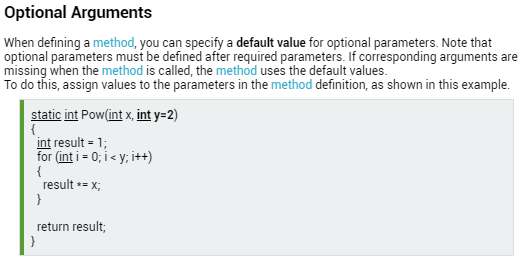 Optional Arguments
When defining a method, you can specify a default value for optional parameters. Note that
optional parameters must be defined after required parameters. If corresponding arguments are
missing when the method is called, the method uses the default values.
To do this, assign values to the parameters in the method definition, as shown in this example.
static int Pow(int x, int y=2)
{
int result = 1;
for (int i = 0; i < y; i++)
{
result *= x;
}
return result;
}